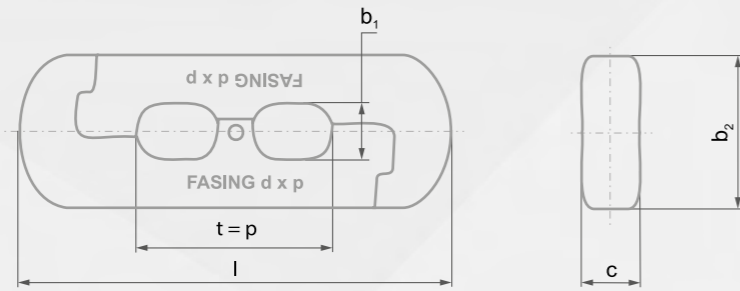 b₁
FASING d x p
FASING d x p
t = p
l
b₂
c